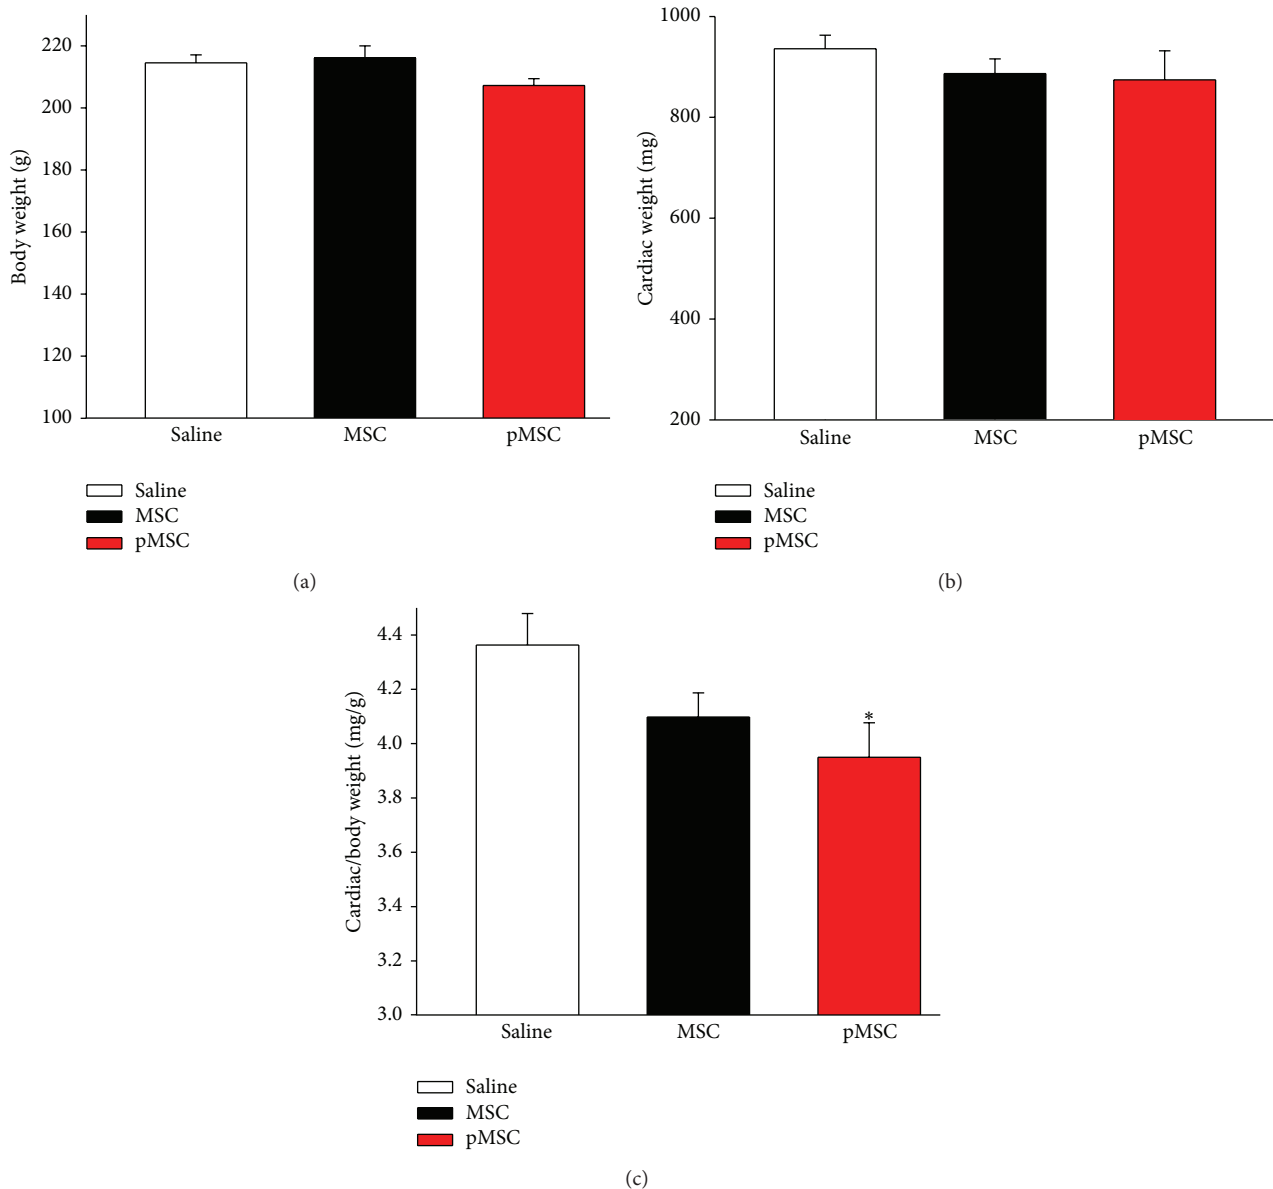 Body weight (g)
220
200
180
160
140
120
100
Saline
MSC
pMSC
Saline
MSC
pMSC
(a)
Cardiac weight (mg)
1000
800
600
400
200
Saline
MSC
pMSC
Saline
MSC
pMSC
(b)
Cardiac/body weight (mg/g)
4.4
4.2
4.0
3.8
3.6
3.4
3.2
3.0
*
Saline
MSC
pMSC
Saline
MSC
pMSC
(c)